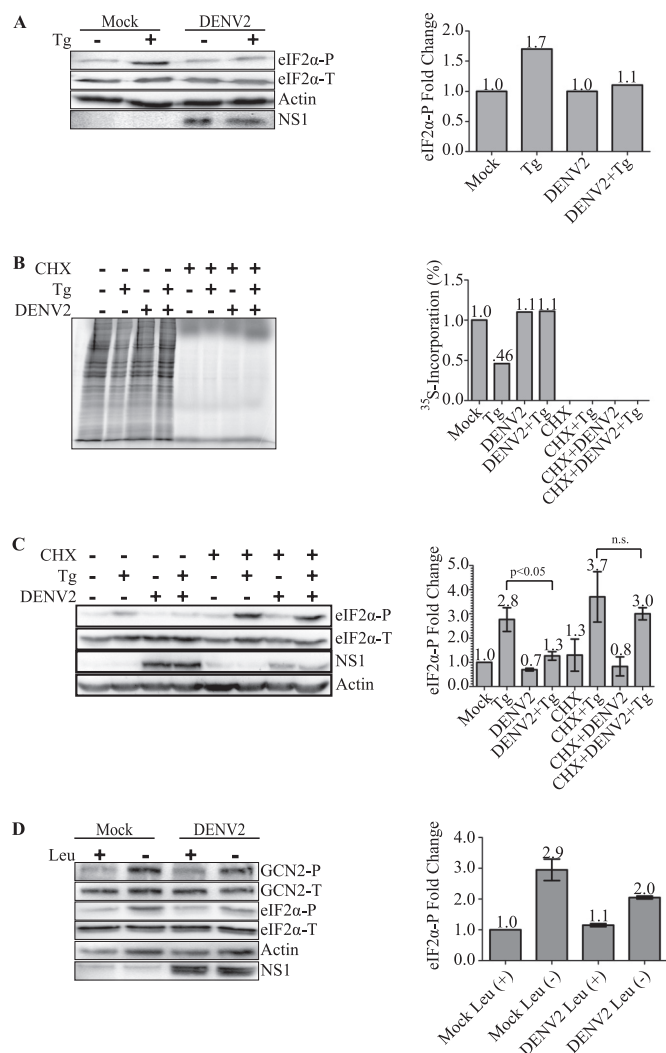 A
Mock DENV2
Tg - + - +
eIF2α-P
eIF2α-T
Actin
NS1
eIF2α-P Fold Change
2.0
1.5
1.0
0.5
0.0
1.0 1.7 1.0 1.1
Mock Tg DENV2 DENV2+Tg
B
CHX - - - - + + + +
Tg - + - + - + - +
DENV2 - - + + - - + +
35S-Incorporation (%)
1.5
1.0
0.5
0.0
1.0 .46 1.1 1.1
Mock Tg DENV2 DENV2+Tg CHX CHX+Tg CHX+DENV2 CHX+DENV2+Tg
C
CHX - - - - + + + +
Tg - + - + - + - +
DENV2 - - + + - - + +
eIF2α-P
eIF2α-T
NS1
Actin
eIF2α-P Fold Change
5.0
4.0
3.0
2.0
1.0
0.0
p<0.05
n.s.
1.0 2.8 0.7 1.3 1.3 3.7 0.8 3.0
Mock Tg DENV2 DENV2+Tg CHX CHX+Tg CHX+DENV2 CHX+DENV2+Tg
D
Mock DENV2
Leu + - + -
GCN2-P
GCN2-T
eIF2α-P
eIF2α-T
Actin
NS1
eIF2α-P Fold Change
4.0
3.0
2.0
1.0
0.0
1.0 2.9 1.1 2.0
Mock Leu (+) Mock Leu (-) DENV2 Leu (+) DENV2 Leu (-)